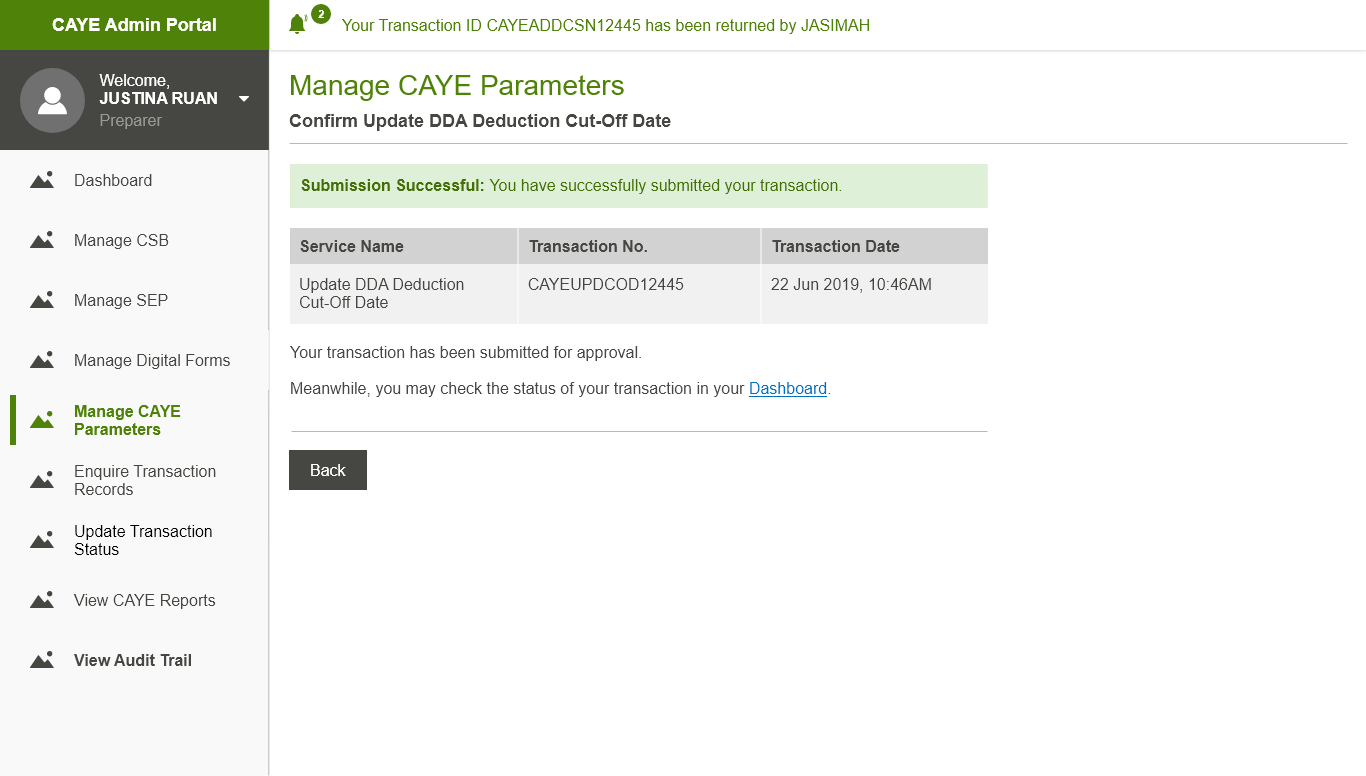 CAYE Admin Portal
2
Your Transaction ID CAYEADDCSN12445 has been returned by JASIMAH
Welcome,
JUSTINA RUAN
Preparer
Dashboard
Manage CSB
Manage SEP
Manage Digital Forms
Manage CAYE
Parameters
Enquire Transaction
Records
Update Transaction
Status
View CAYE Reports
View Audit Trail
Manage CAYE Parameters
Confirm Update DDA Deduction Cut-Off Date
Submission Successful: You have successfully submitted your transaction.
Service Name Transaction No. Transaction Date
Update DDA Deduction CAYEUPDCOD12445 22 Jun 2019, 10:46AM
Cut-Off Date
Your transaction has been submitted for approval.
Meanwhile, you may check the status of your transaction in your Dashboard.
Back